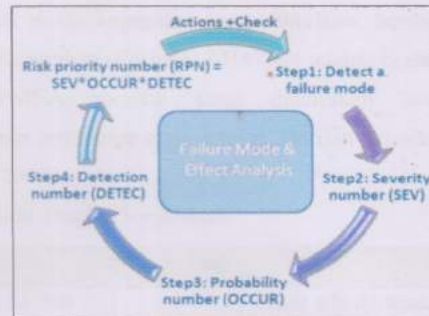 Actions +Check
Risk priority number (RPN) =
SEV*OCCUR*DETEC
Step1: Detect a.
failure mode
Failure Mode &
Effect Analysis
Step4: Detection
number (DETEC)
Step2: Severity
number (SEV)
Step3: Probability
number (OCCUR)